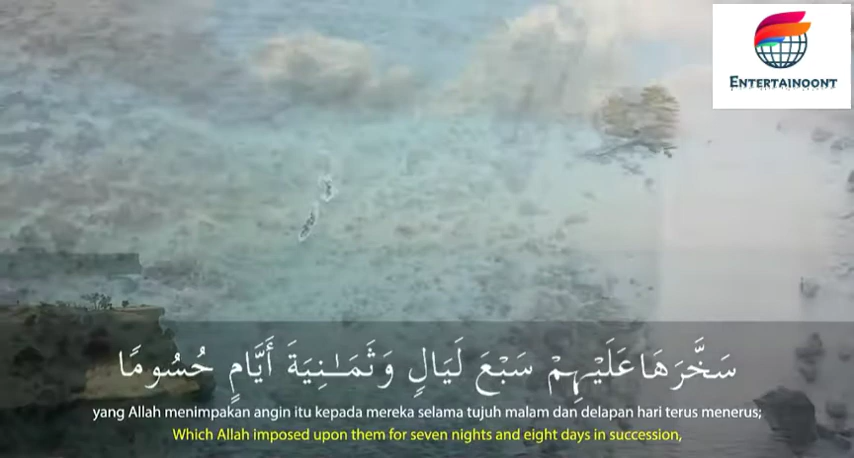 ENTERTAINOONT
سَخَّرَهَا عَلَيْهِمْ سَبْعَ لَيَالٍ وَثَمَـٰنِيَةَ أَيَّامٍ حُسُومًا
yang Allah menimpakan angin itu kepada mereka selama tujuh malam dan delapan hari terus menerus;
Which Allah imposed upon them for seven nights and eight days in succession,